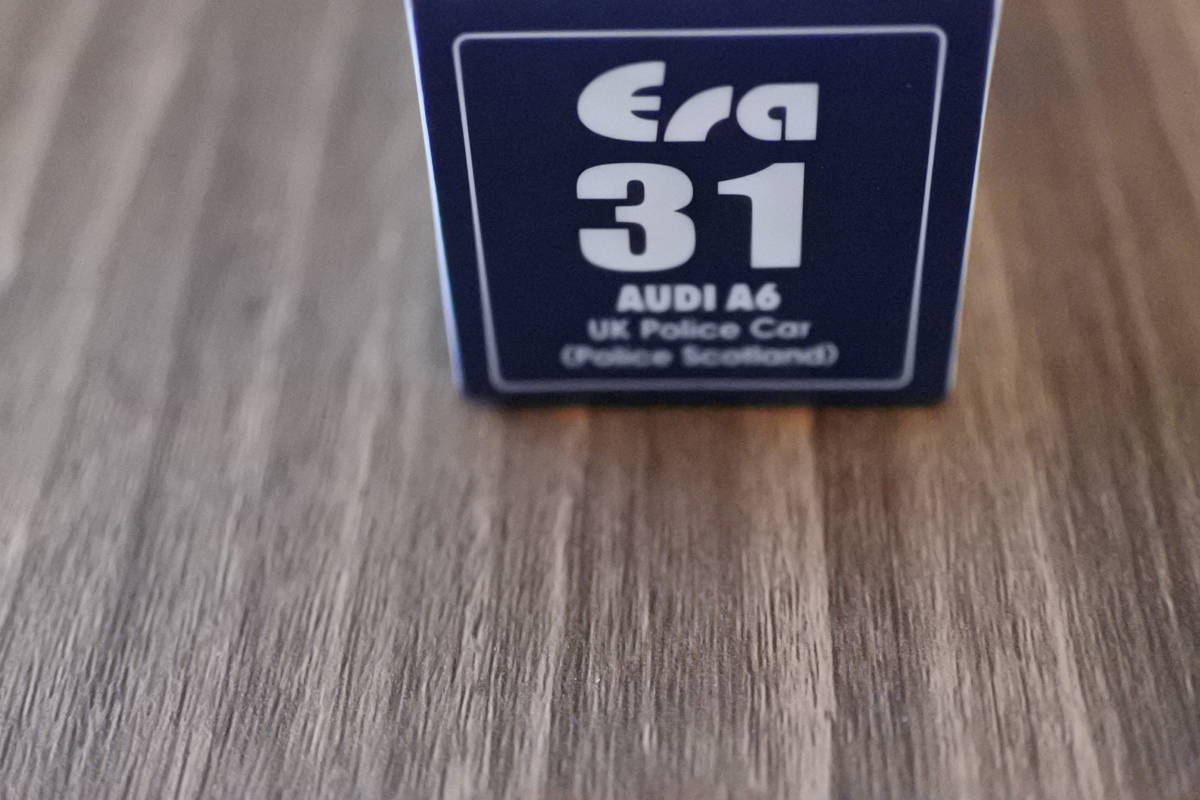 Era
31
AUDI A6
UK Police Car
(Police Scotland)